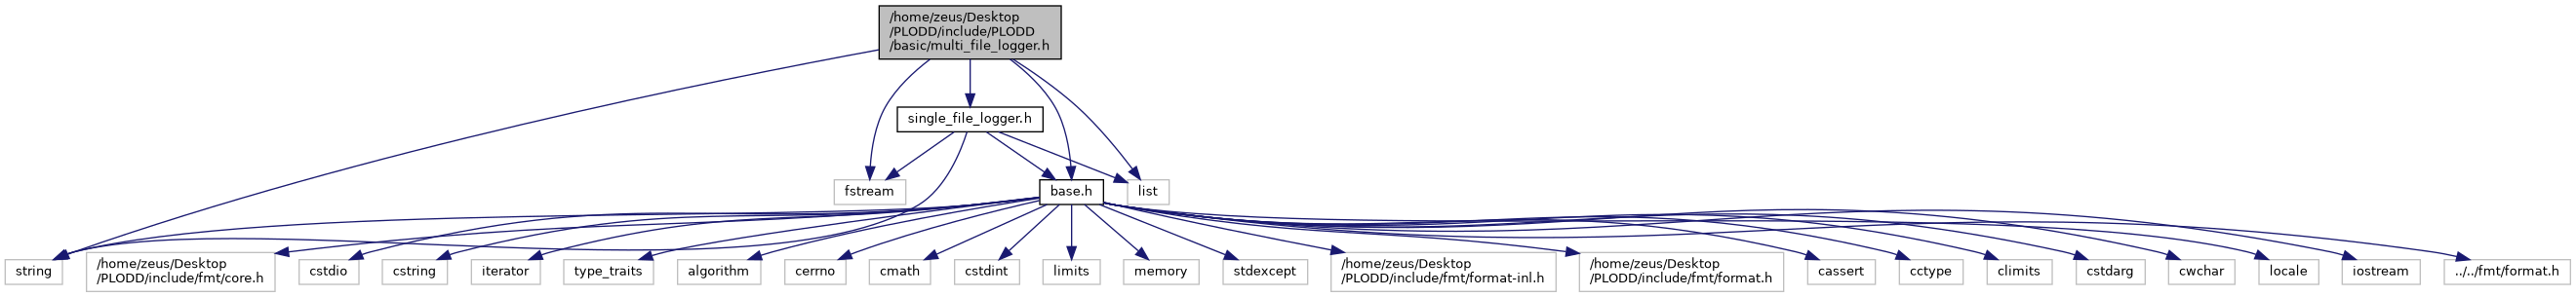 /home/zeus/Desktop
/PLODD/include/PLODD
/basic/multi_file_logger.h
single_file_logger.h
fstream
base.h
list
string
/home/zeus/Desktop
/PLODD/include/fmt/core.h
cstdio
cstring
iterator
type_traits
algorithm
cerrno
cmath
cstdint
limits
memory
stdexcept
/home/zeus/Desktop
/PLODD/include/fmt/format-inl.h
/home/zeus/Desktop
/PLODD/include/fmt/format.h
cassert
cctype
climits
cstdarg
cwchar
locale
iostream
../../fmt/format.h